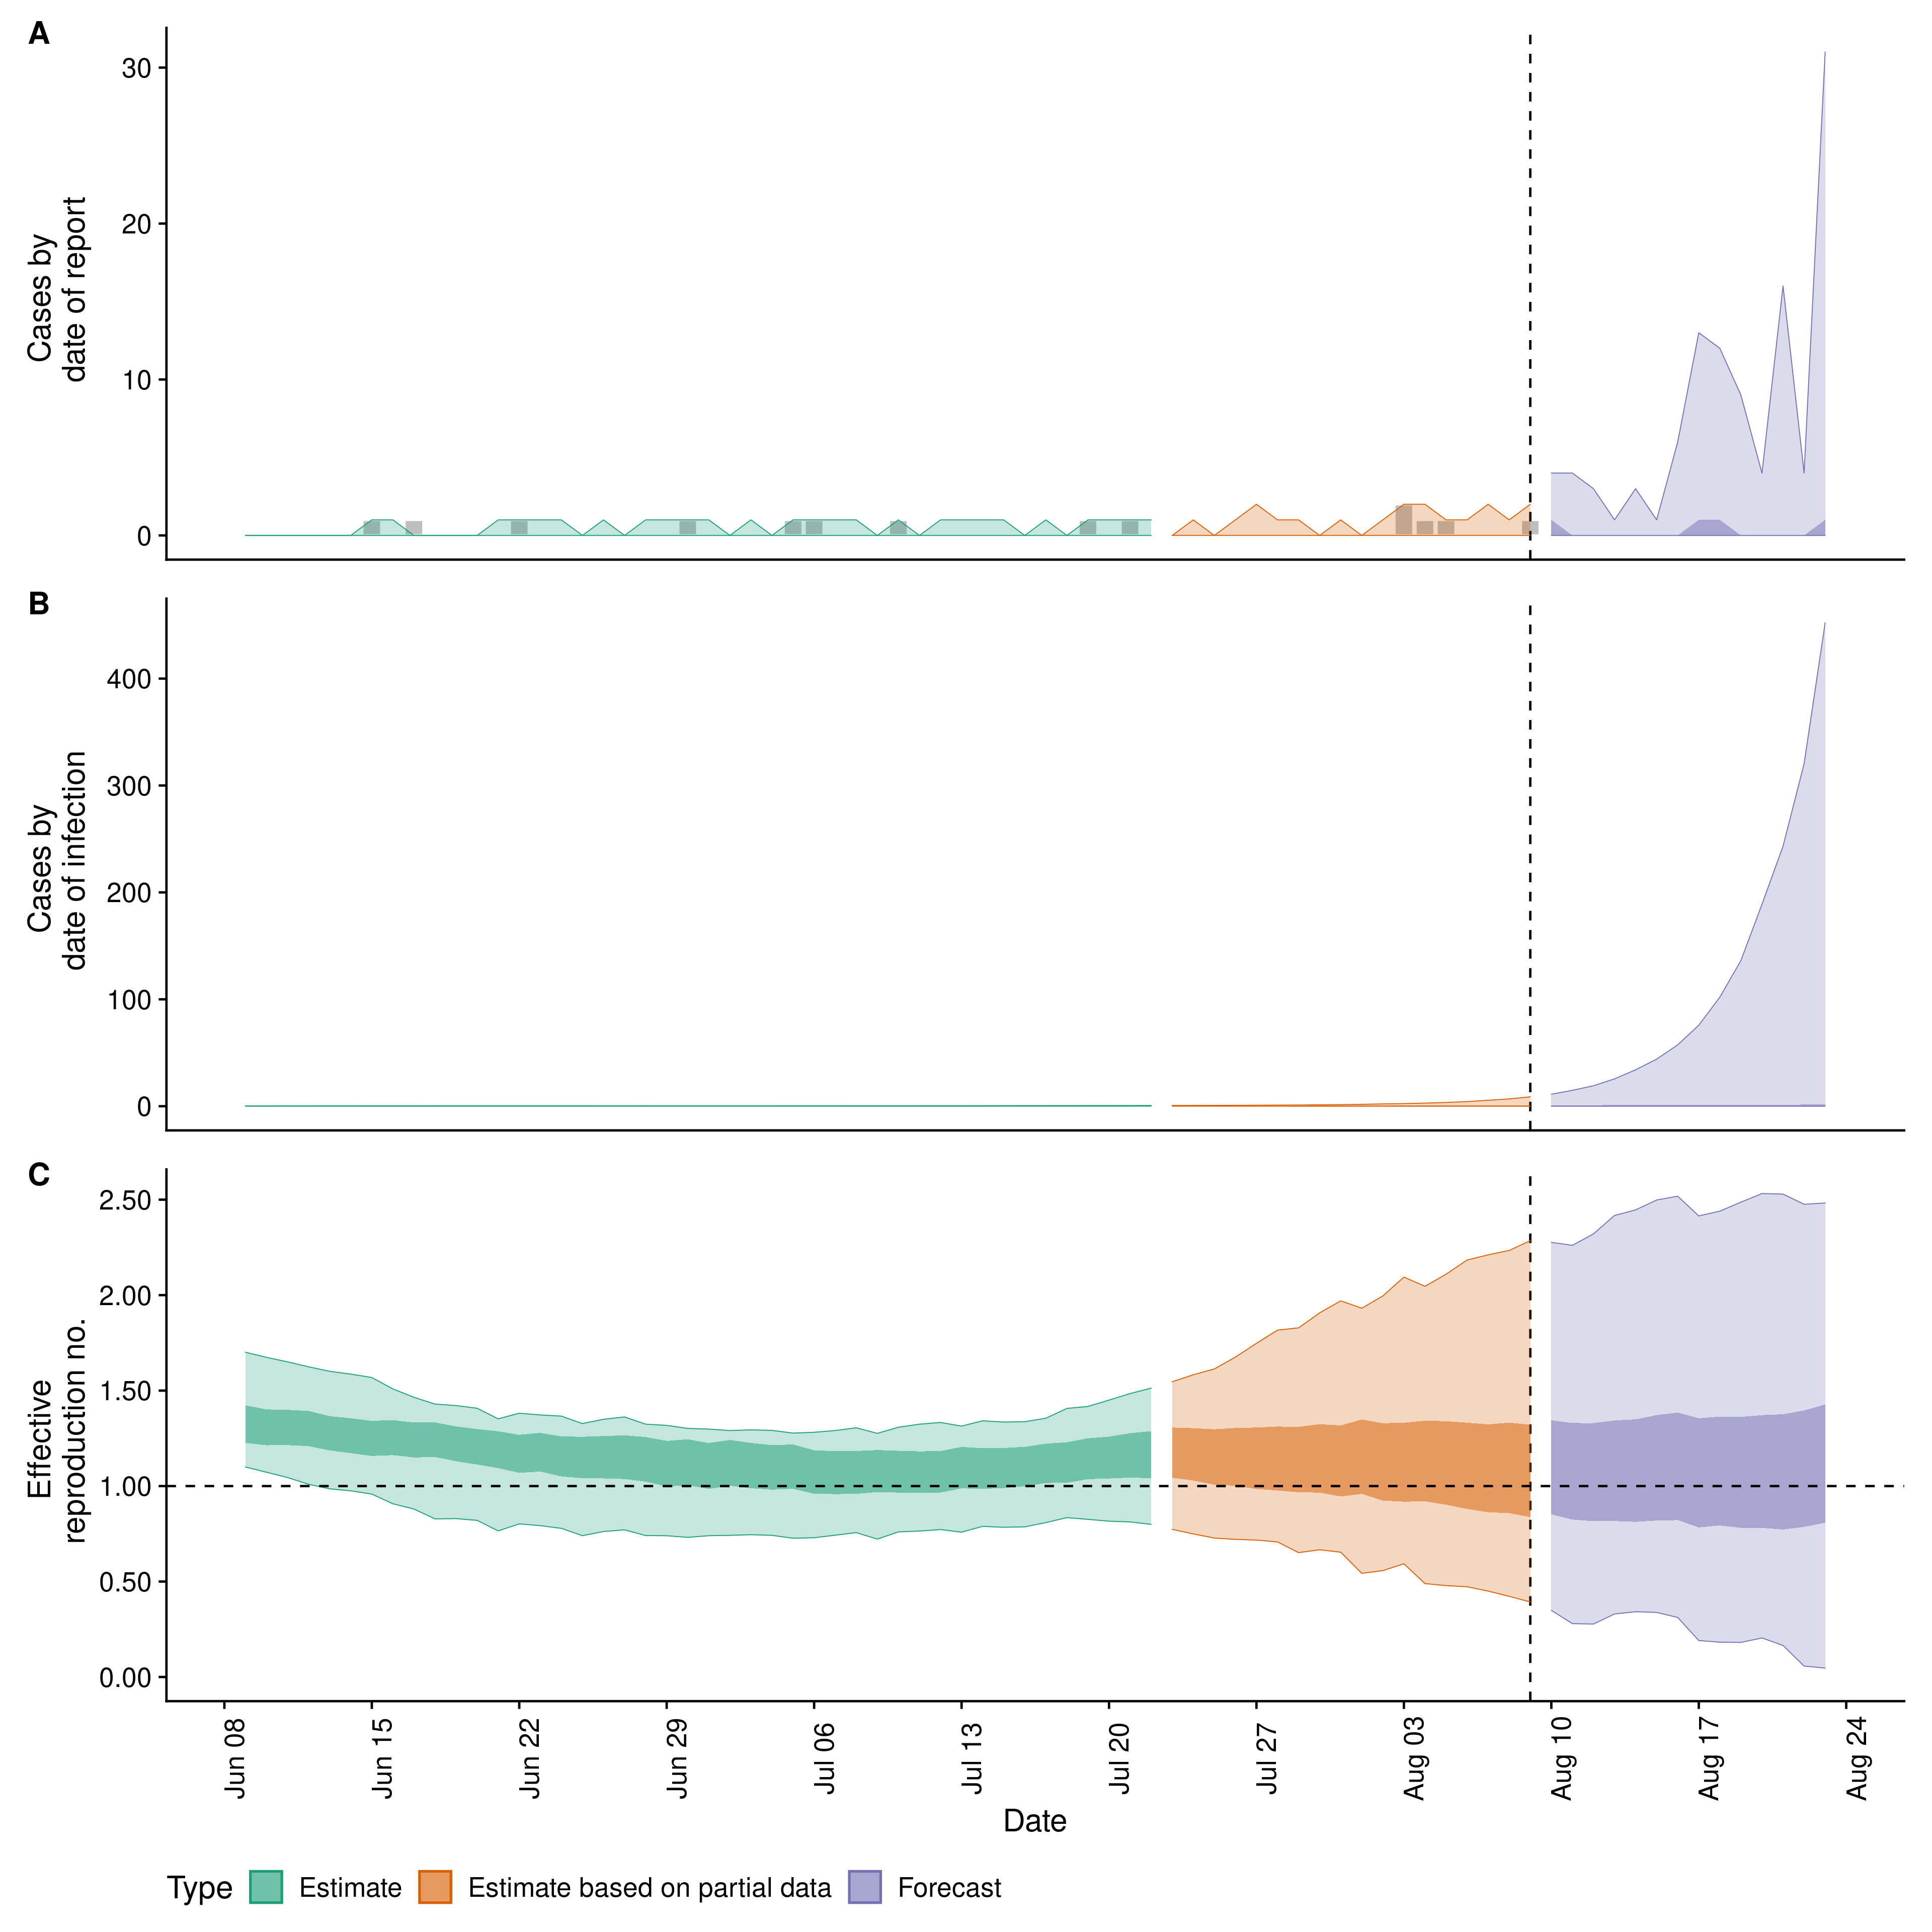 A
30
20
10
0
Cases by
date of report
B
400
300
200
100
0
Cases by
date of infection
C
2.50
2.00
1.50
1.00
0.50
0.00
Effective
reproduction no.
Jun 08
Jun 15
Jun 22
Jun 29
Jul 06
Jul 13
Jul 20
Jul 27
Aug 03
Aug 10
Aug 17
Aug 24
Date
Type Estimate Estimate based on partial data Forecast